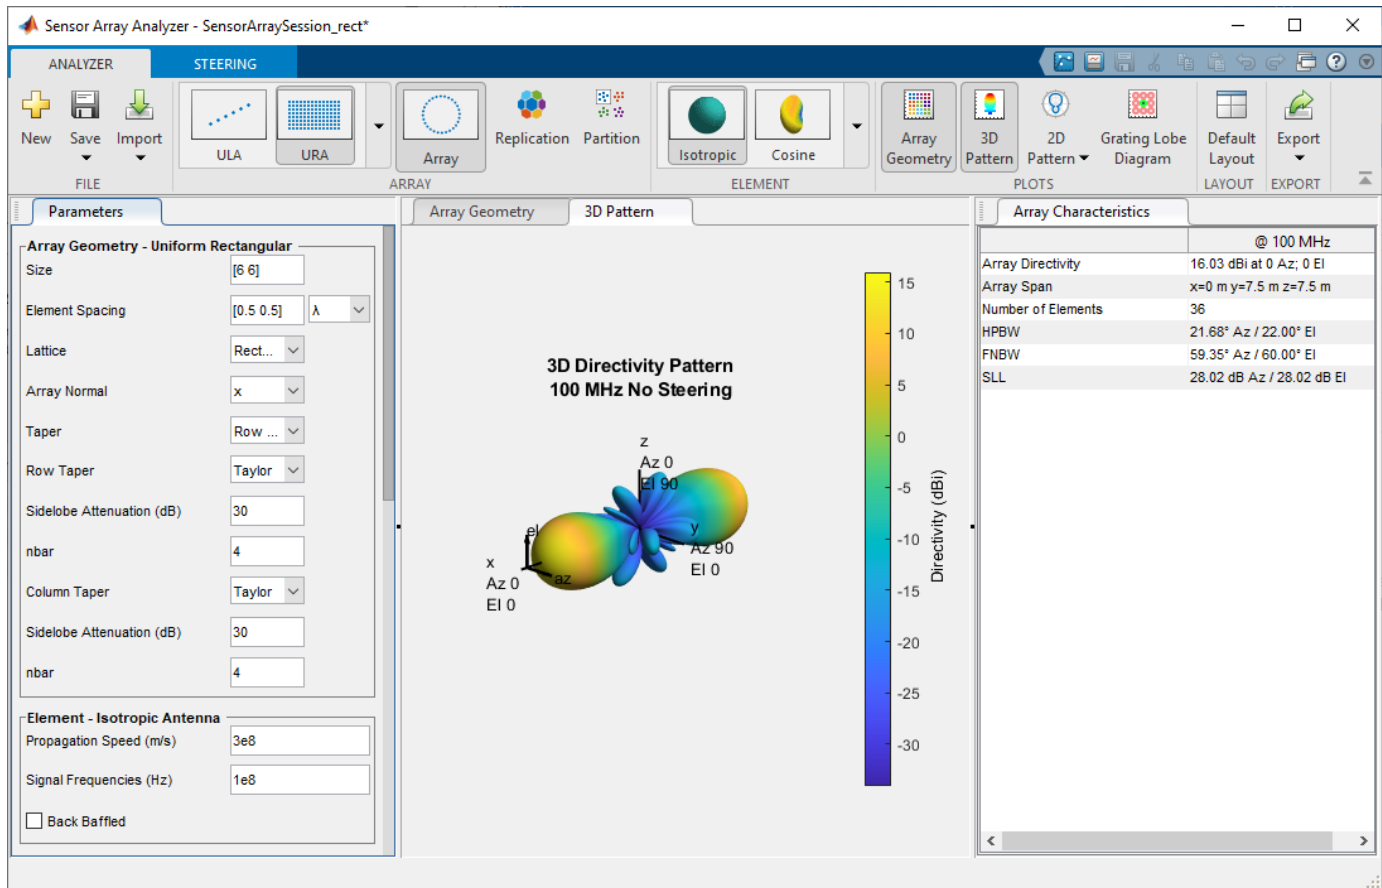 Sensor Array Analyzer - SensorArraySession_rect*
ANALYZER
STEERING
New
Save
Import
FILE
ULA
URA
Array
Replication
Partition
ARRAY
Isotropic
Cosine
ELEMENT
Array
Geometry
3D
Pattern
2D
Pattern
Grating Lobe
Diagram
PLOTS
Default
Layout
LAYOUT
Export
EXPORT
Parameters
Array Geometry - Uniform Rectangular
Size [6 6]
Element Spacing [0.5 0.5] λ
Lattice Rect...
Array Normal x
Taper Row ...
Row Taper Taylor
Sidelobe Attenuation (dB) 30
nbar 4
Column Taper Taylor
Sidelobe Attenuation (dB) 30
nbar 4
Element - Isotropic Antenna
Propagation Speed (m/s) 3e8
Signal Frequencies (Hz) 1e8
Back Baffled
Array Geometry
3D Pattern
3D Directivity Pattern
100 MHz No Steering
z
Az 0
El 90
y
Az 90
El 0
el
az
x
Az 0
El 0
15
10
5
0
-5
-10
-15
-20
-25
-30
Directivity (dBi)
Array Characteristics
@ 100 MHz
Array Directivity 16.03 dBi at 0 Az; 0 El
Array Span x=0 m y=7.5 m z=7.5 m
Number of Elements 36
HPBW 21.68° Az / 22.00° El
FNBW 59.35° Az / 60.00° El
SLL 28.02 dB Az / 28.02 dB El